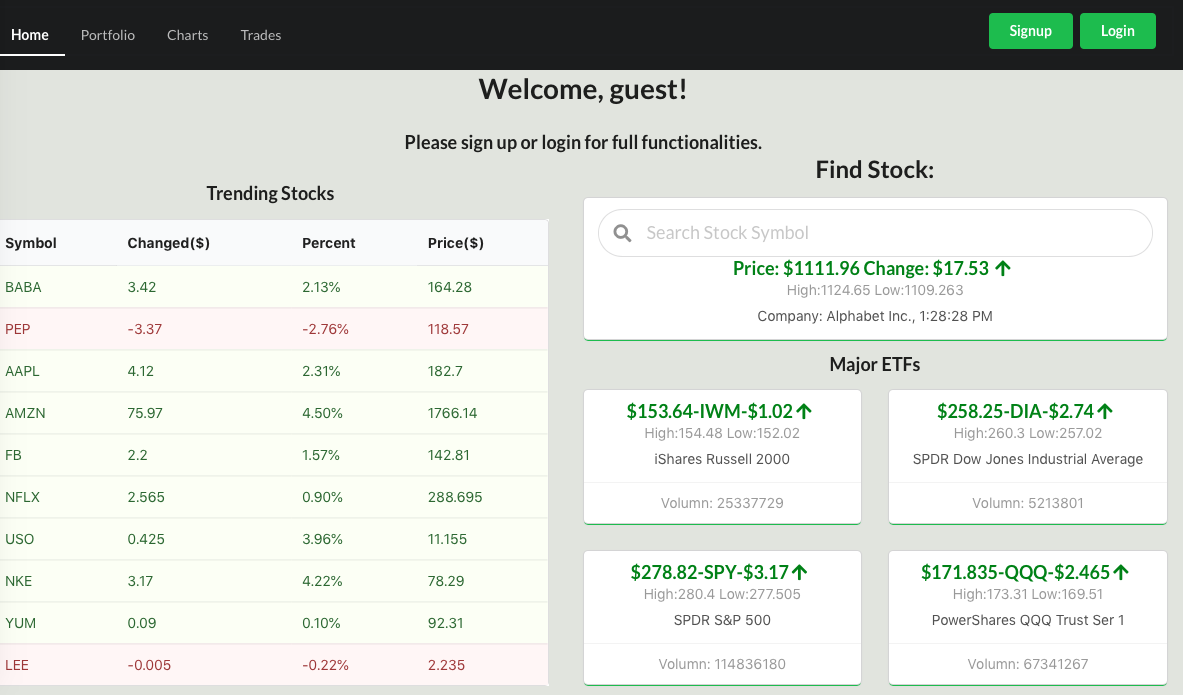 Home Portfolio Charts Trades Signup Login
Welcome, guest!
Please sign up or login for full functionalities.
Trending Stocks
Symbol Changed($) Percent Price($)
BABA 3.42 2.13% 164.28
PEP -3.37 -2.76% 118.57
AAPL 4.12 2.31% 182.7
AMZN 75.97 4.50% 1766.14
FB 2.2 1.57% 142.81
NFLX 2.565 0.90% 288.695
USO 0.425 3.96% 11.155
NKE 3.17 4.22% 78.29
YUM 0.09 0.10% 92.31
LEE -0.005 -0.22% 2.235
Find Stock:
Search Stock Symbol
Price: $1111.96 Change: $17.53
High:1124.65 Low:1109.263
Company: Alphabet Inc., 1:28:28 PM
Major ETFs
$153.64-IWM-$1.02
High:154.48 Low:152.02
iShares Russell 2000
Volumn: 25337729
$258.25-DIA-$2.74
High:260.3 Low:257.02
SPDR Dow Jones Industrial Average
Volumn: 5213801
$278.82-SPY-$3.17
High:280.4 Low:277.505
SPDR S&P 500
Volumn: 114836180
$171.835-QQQ-$2.465
High:173.31 Low:169.51
PowerShares QQQ Trust Ser 1
Volumn: 67341267